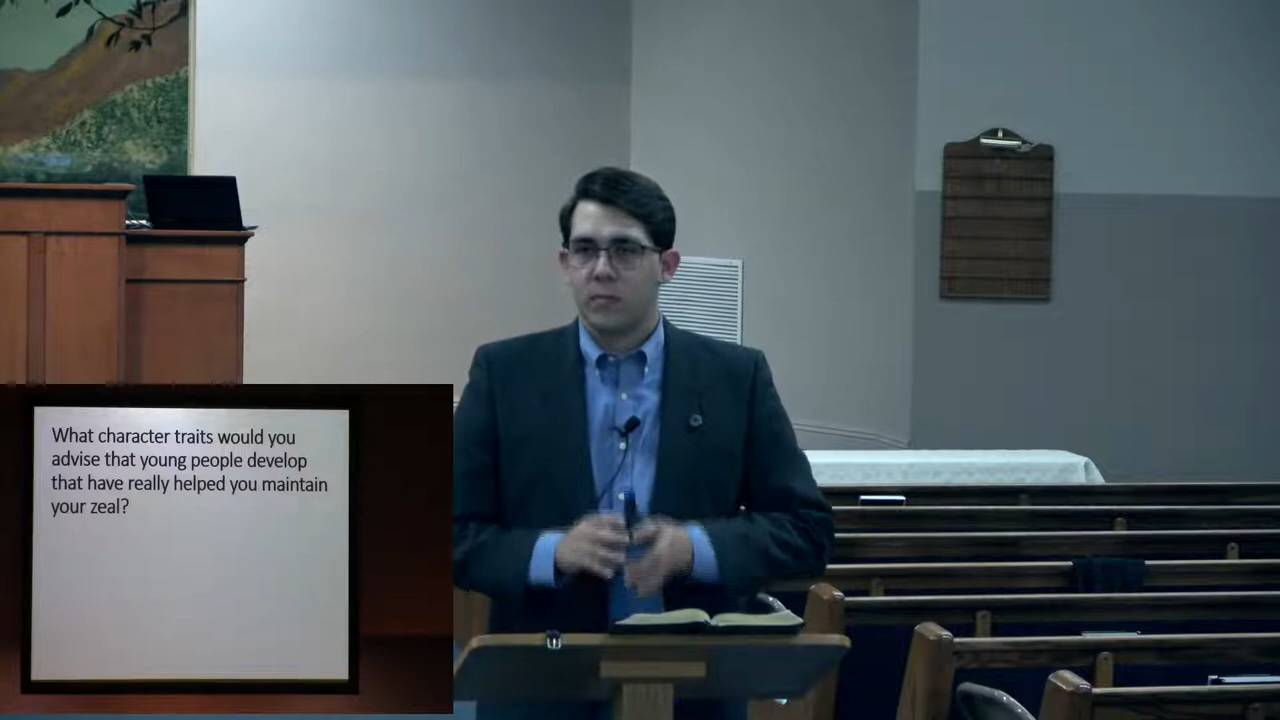 What character traits would you
advise that young people develop
that have really helped you maintain
your zeal?